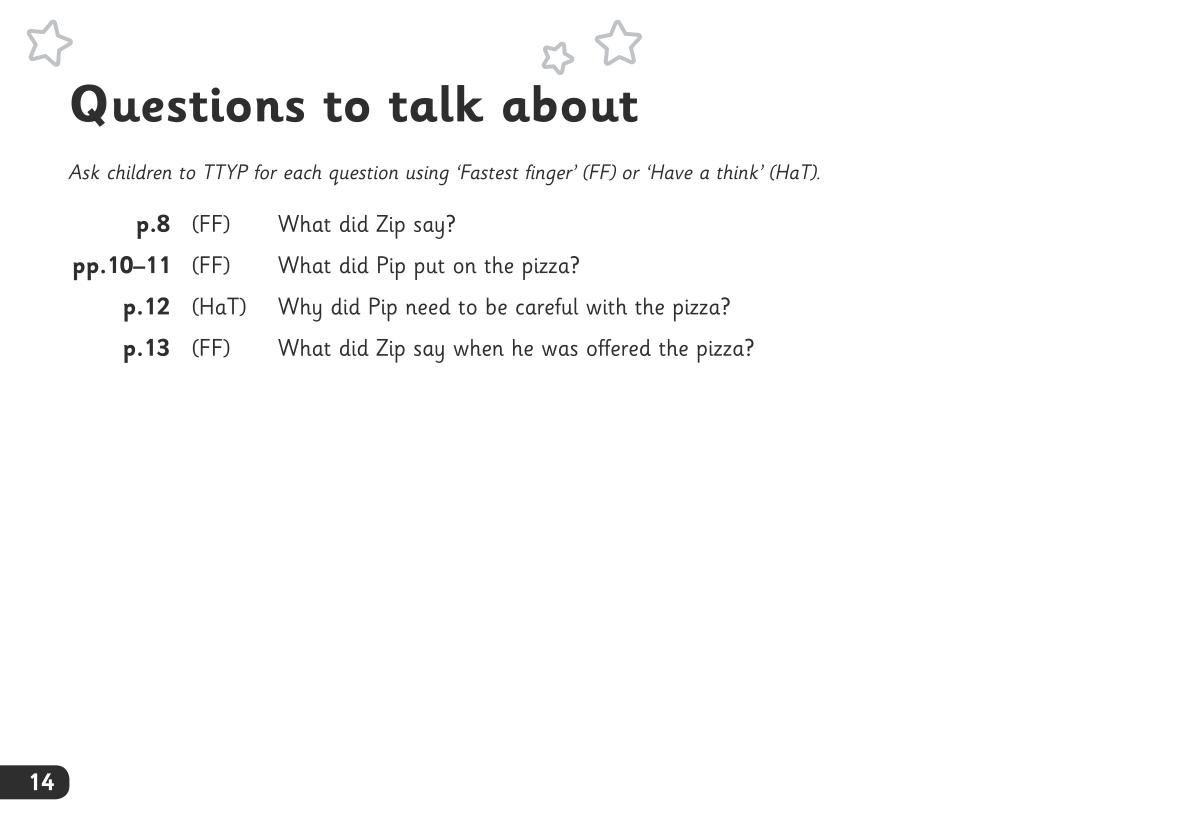 Questions to talk about
Ask children to TTYP for each question using ‘Fastest finger’ (FF) or ‘Have a think’ (HaT).
p.8 (FF) What did Zip say?
pp.10–11 (FF) What did Pip put on the pizza?
p.12 (HaT) Why did Pip need to be careful with the pizza?
p.13 (FF) What did Zip say when he was offered the pizza?
14